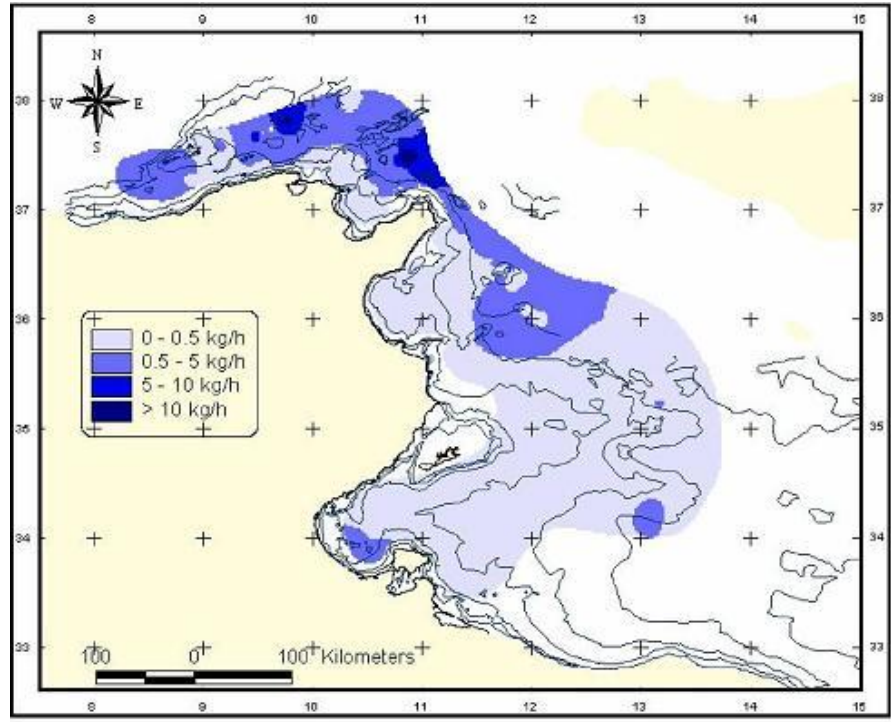 8 9 10 11 12 13 14 15
N
W E
S
38 38
37 37
36 36
0 - 0.5 kg/h
0.5 - 5 kg/h
5 - 10 kg/h
> 10 kg/h
35 35
34 34
33 33
100 0 100 Kilometers
8 9 10 11 12 13 14 15